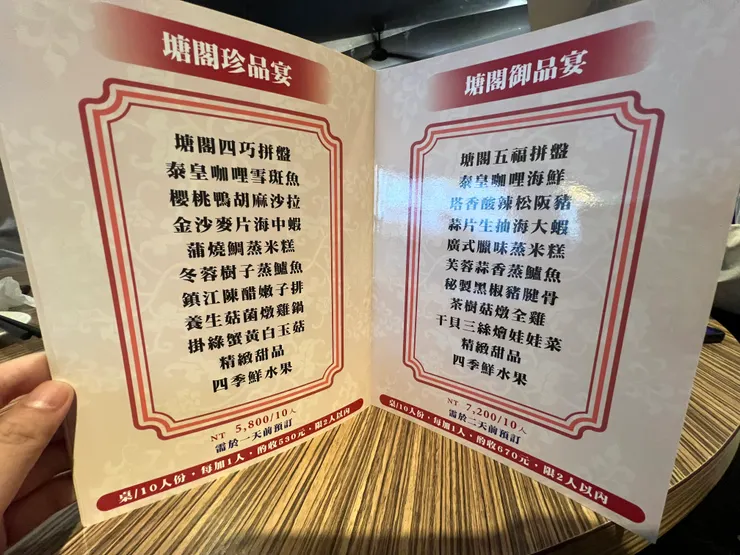 塘閣珍品宴
塘閣四巧拼盤
泰皇咖哩雪斑魚
櫻桃鴨胡麻沙拉
金沙麥片海中蝦
蒲燒鯛蒸米糕
冬蓉樹子蒸鱸魚
鎮江陳醋嫩子排
養生菇菌燉雞鍋
掛綠蟹黃白玉菇
精緻甜品
四季鮮水果
NT 5,800/10人
需於一天前預訂
桌/10人份，每加1人，酌收530元，限2人以內
塘閣御品宴
塘閣五福拼盤
泰皇咖哩海鮮
塔香酸辣松阪豬
蒜片生抽海大蝦
廣式臘味蒸米糕
芙蓉蒜香蒸鱸魚
秘製黑椒豬腱骨
茶樹菇燉全雞
干貝三絲燴娃娃菜
精緻甜品
四季鮮水果
NT 7,200/10人
需於二天前預訂
桌/10人份，每加1人，酌收670元，限2人以內